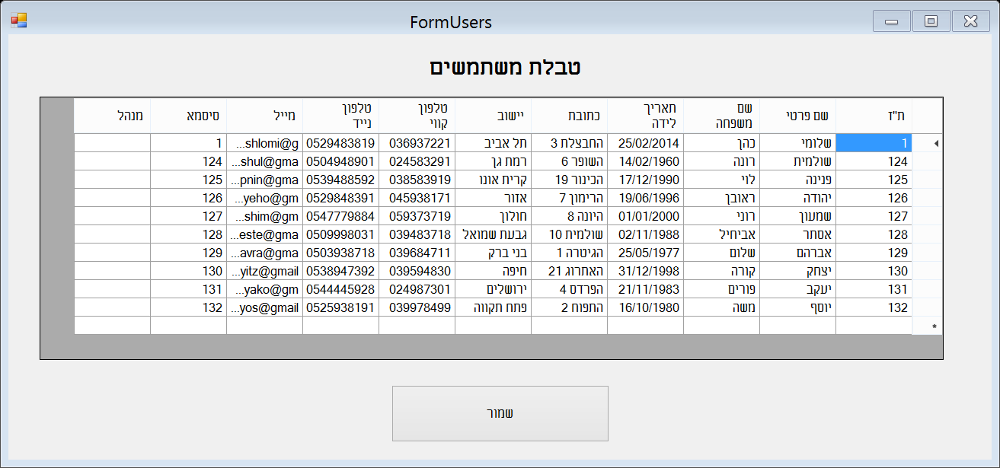 FormUsers
טבלת משתמשים
ת"ז שם פרטי שם משפחה תאריך לידה כתובת יישוב טלפון קווי טלפון נייד מייל סיסמא מנהל
1 שלומי כהן 25/02/2014 החבצלת 3 תל אביב 036937221 0529483819 shlomi@g... 1
124 שולמית רונה 14/02/1960 השופר 6 רמת גן 024583291 0504948901 shul@gma... 124
125 פנינה לוי 17/12/1990 הכינור 19 קרית אונו 038583919 0539488592 pnin@gma... 125
126 יהודה ראובן 19/06/1996 הרימון 7 אזור 045938171 0529848391 yeho@gm... 126
127 שמעון רוני 01/01/2000 היונה 8 חולון 059373719 0547779884 shim@gm... 127
128 אסתר אביחיל 02/11/1988 שולמית 10 גבעת שמואל 039483718 0509998031 este@gma... 128
129 אברהם שלום 25/05/1977 הגיטרה 1 בני ברק 039684711 0503938718 avra@gma... 129
130 יצחק קורה 31/12/1998 האתרוג 21 חיפה 039594830 0538947392 yitz@gmail... 130
131 יעקב פורים 21/11/1983 הפרדס 4 ירושלים 024987301 0544445928 yako@gm... 131
132 יוסף משה 16/10/1980 התפוח 2 פתח תקווה 039978499 0525938191 yos@gmail... 132
שמור